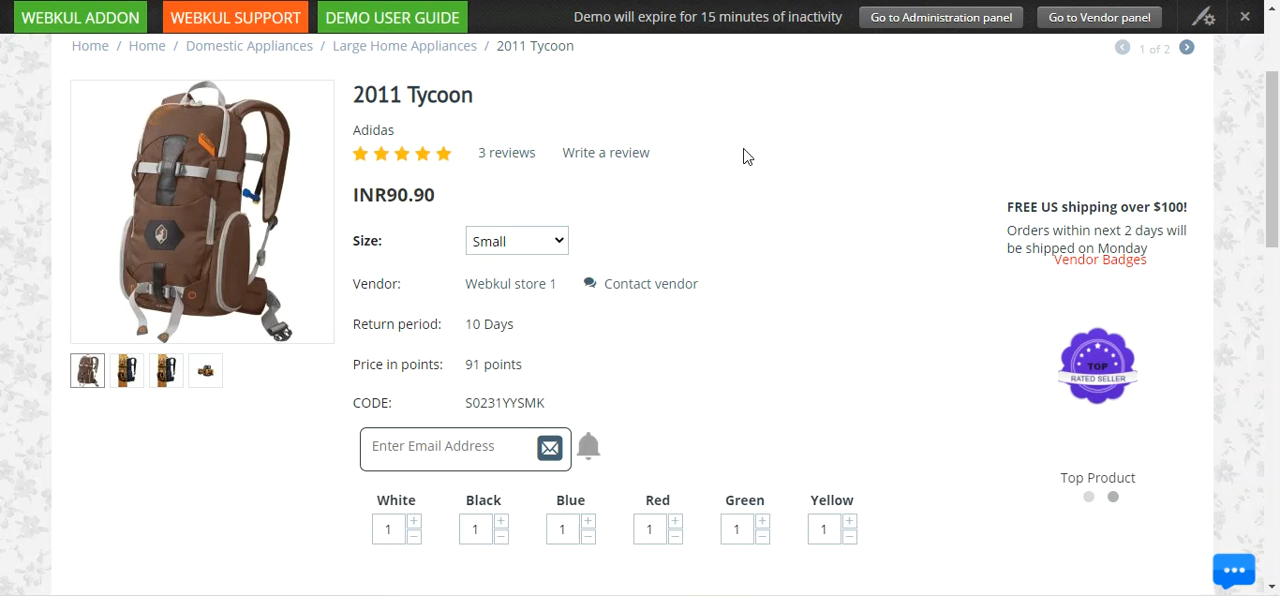 WEBKUL ADDON
WEBKUL SUPPORT
DEMO USER GUIDE
Demo will expire for 15 minutes of inactivity
Go to Administration panel
Go to Vendor panel
Home / Home / Domestic Appliances / Large Home Appliances / 2011 Tycoon
1 of 2
2011 Tycoon
Adidas
3 reviews
Write a review
INR90.90
Size: Small
Vendor: Webkul store 1
Contact vendor
Return period: 10 Days
Price in points: 91 points
CODE: S0231YYSMK
Enter Email Address
White Black Blue Red Green Yellow
1 1 1 1 1 1
FREE US shipping over $100!
Orders within next 2 days will
be shipped on Monday
Vendor Badges
TOP
RATED SELLER
Top Product